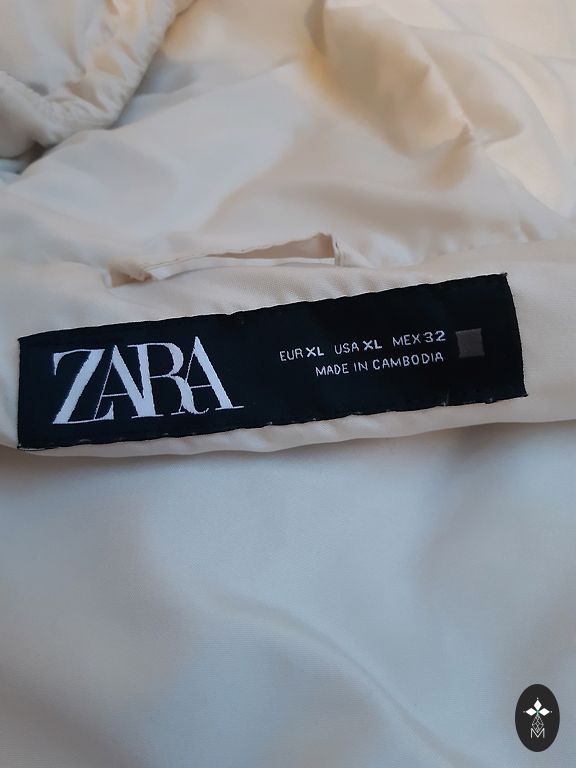 ZARA
EUR XL USA XL MEX 32
MADE IN CAMBODIA
M